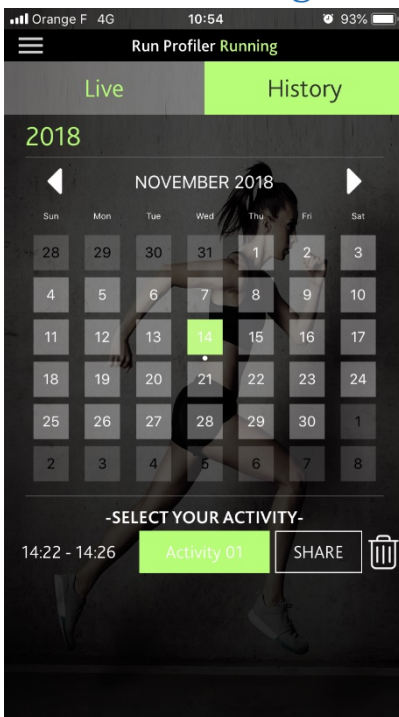 Orange F 4G 10:54 93%
Run Profiler Running
Live History
2018
NOVEMBER 2018
Sun Mon Tue Wed Thu Fri Sat
28 29 30 31 1 2 3
4 5 6 7 8 9 10
11 12 13 14 15 16 17
18 19 20 21 22 23 24
25 26 27 28 29 30 1
2 3 4 5 6 7 8
-SELECT YOUR ACTIVITY-
14:22 - 14:26 Activity 01 SHARE